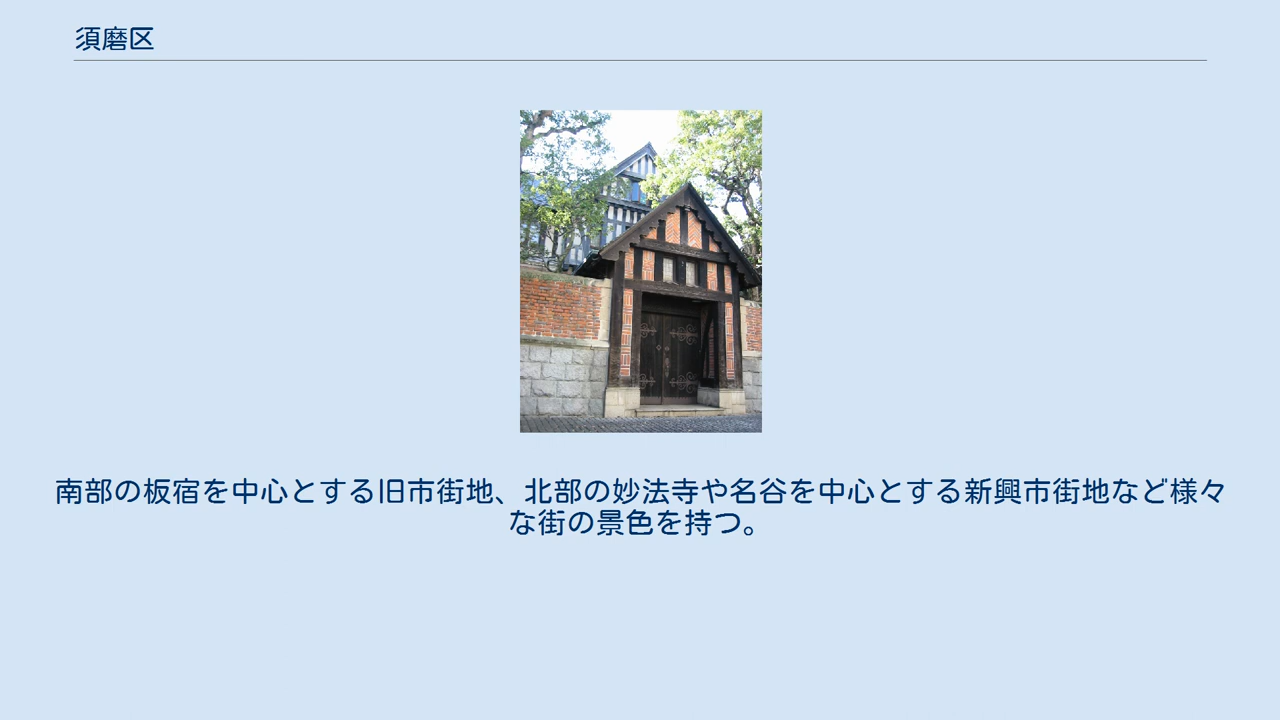 須磨区
南部の板宿を中心とする旧市街地、北部の妙法寺や名谷を中心とする新興市街地など様々
な街の景色を持つ。